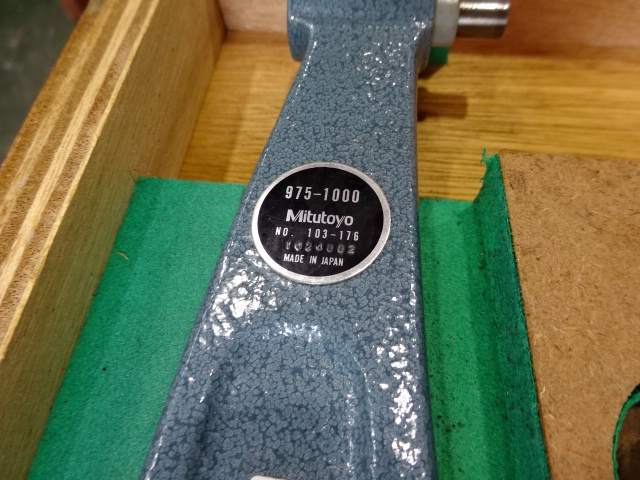 975-1000
Mitutoyo
NO. 103-176
MADE IN JAPAN